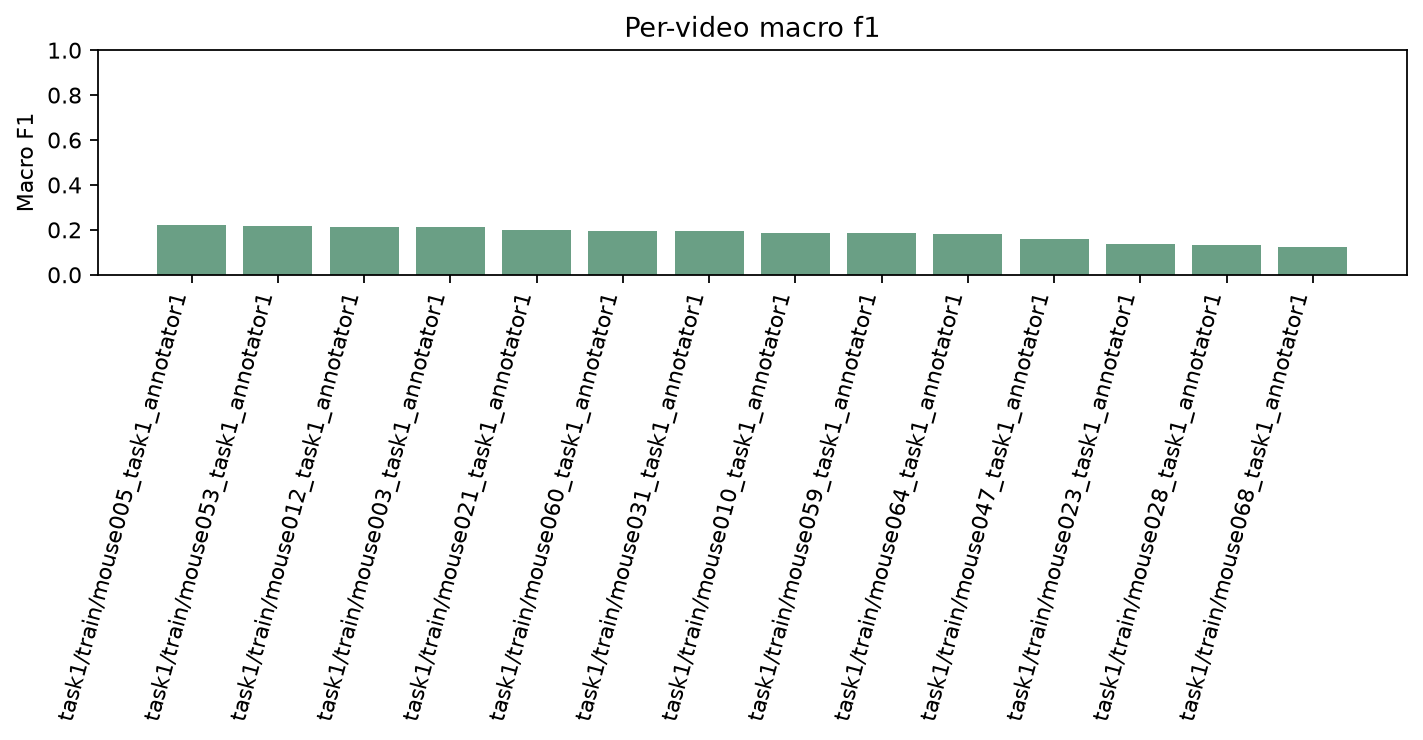 Per-video macro f1
Macro F1
1.0
0.8
0.6
0.4
0.2
0.0
task1/train/mouse005_task1_annotator1
task1/train/mouse053_task1_annotator1
task1/train/mouse012_task1_annotator1
task1/train/mouse003_task1_annotator1
task1/train/mouse021_task1_annotator1
task1/train/mouse060_task1_annotator1
task1/train/mouse031_task1_annotator1
task1/train/mouse010_task1_annotator1
task1/train/mouse059_task1_annotator1
task1/train/mouse064_task1_annotator1
task1/train/mouse047_task1_annotator1
task1/train/mouse023_task1_annotator1
task1/train/mouse028_task1_annotator1
task1/train/mouse068_task1_annotator1